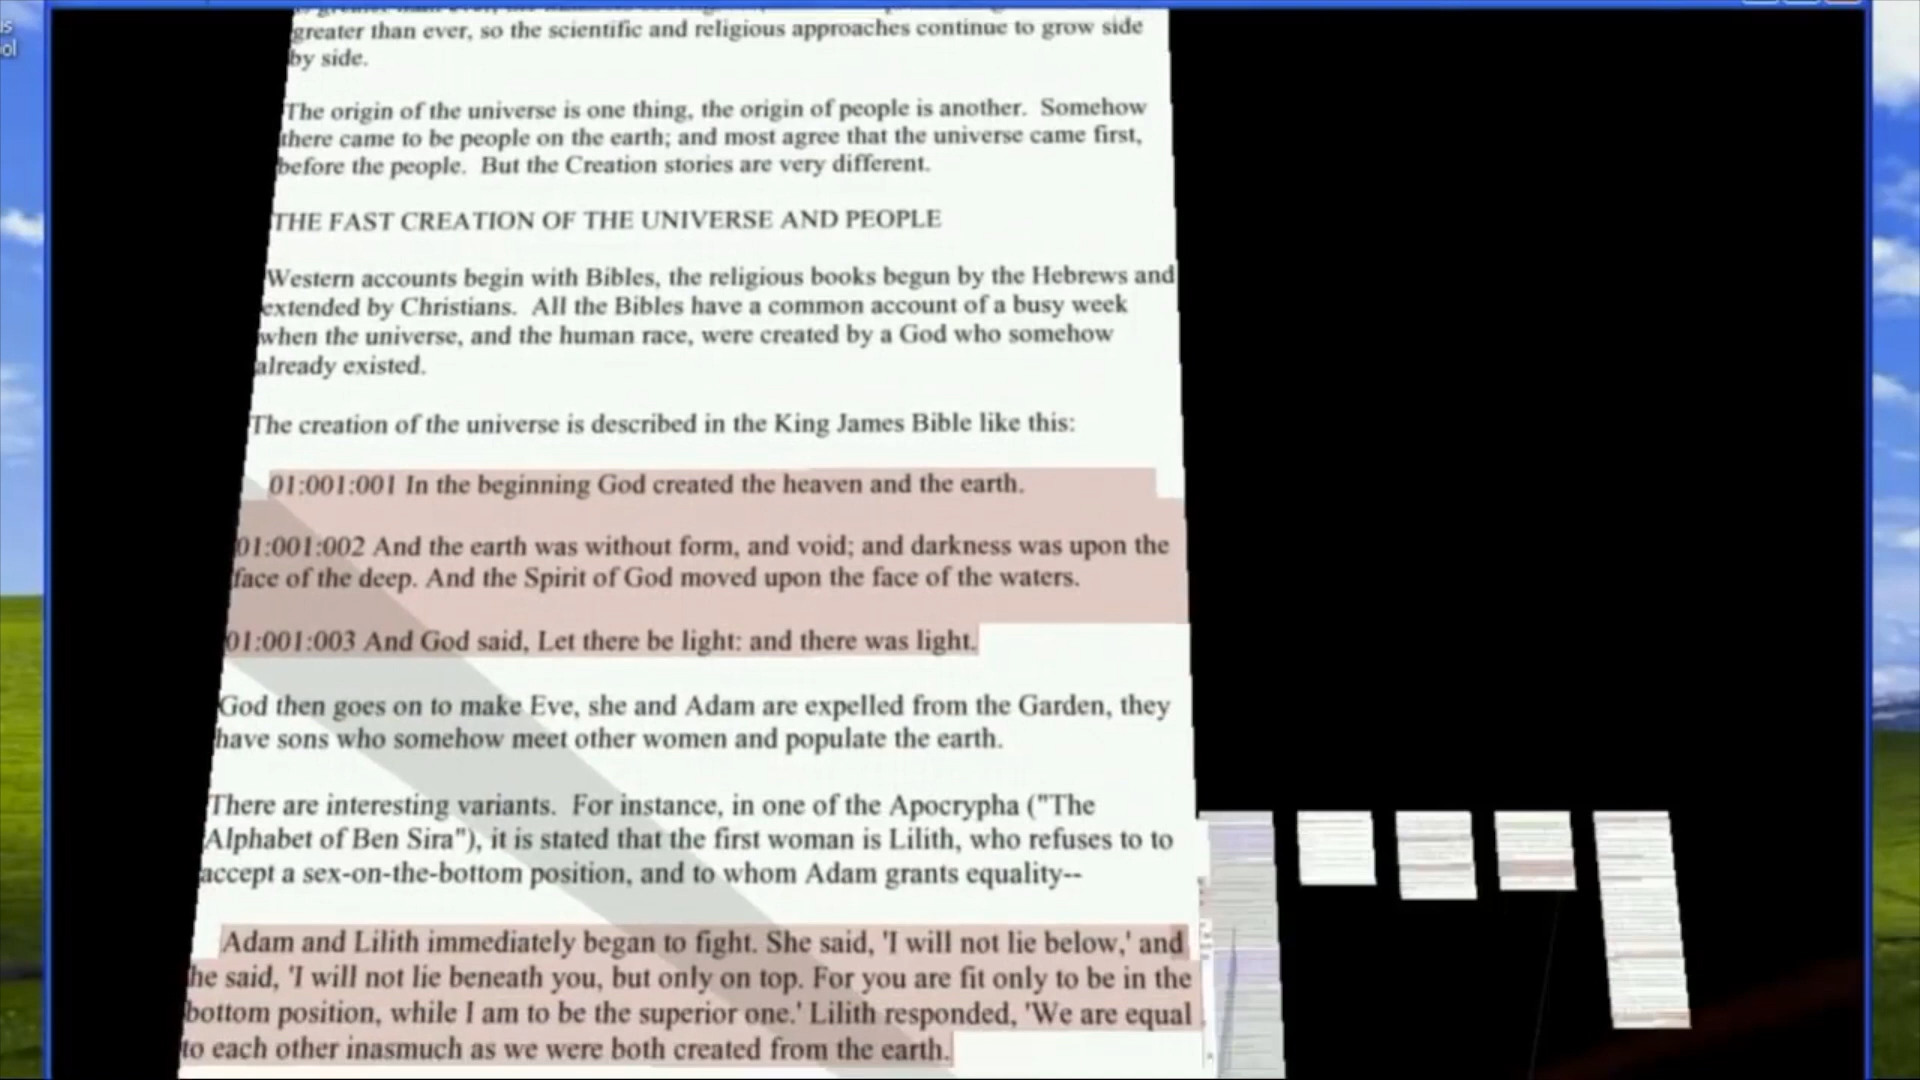 us
ol
greater than ever, so the scientific and religious approaches continue to grow side
by side.
The origin of the universe is one thing, the origin of people is another. Somehow
there came to be people on the earth; and most agree that the universe came first,
before the people. But the Creation stories are very different.
THE FAST CREATION OF THE UNIVERSE AND PEOPLE
Western accounts begin with Bibles, the religious books begun by the Hebrews and
extended by Christians. All the Bibles have a common account of a busy week
when the universe, and the human race, were created by a God who somehow
already existed.
The creation of the universe is described in the King James Bible like this:
01:001:001 In the beginning God created the heaven and the earth.
01:001:002 And the earth was without form, and void; and darkness was upon the
face of the deep. And the Spirit of God moved upon the face of the waters.
01:001:003 And God said, Let there be light: and there was light.
God then goes on to make Eve, she and Adam are expelled from the Garden, they
have sons who somehow meet other women and populate the earth.
There are interesting variants. For instance, in one of the Apocrypha ("The
Alphabet of Ben Sira"), it is stated that the first woman is Lilith, who refuses to to
accept a sex-on-the-bottom position, and to whom Adam grants equality--
Adam and Lilith immediately began to fight. She said, 'I will not lie below,' and
he said, 'I will not lie beneath you, but only on top. For you are fit only to be in the
bottom position, while I am to be the superior one.' Lilith responded, 'We are equal
to each other inasmuch as we were both created from the earth.